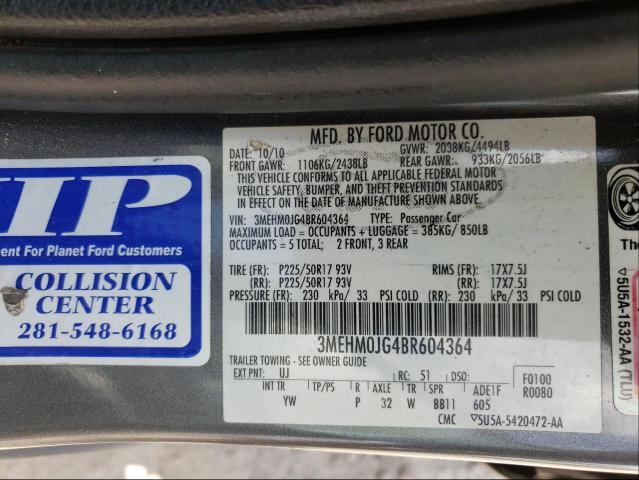 IP
ment For Planet Ford Customers
COLLISION
CENTER
281-548-6168
MFD. BY FORD MOTOR CO.
DATE: 10/10 GVWR: 2038KG/4494LB
FRONT GAWR: 1106KG/2438LB REAR GAWR: 933KG/2056LB
THIS VEHICLE CONFORMS TO ALL APPLICABLE FEDERAL MOTOR
VEHICLE SAFETY, BUMPER, AND THEFT PREVENTION STANDARDS
IN EFFECT ON THE DATE OF MANUFACTURE SHOWN ABOVE.
VIN: 3MEHM0JG4BR604364 TYPE: Passenger Car
MAXIMUM LOAD = OCCUPANTS + LUGGAGE = 385KG/ 850LB
OCCUPANTS = 5 TOTAL; 2 FRONT, 3 REAR
TIRE (FR): P225/50R17 93V RIMS (FR): 17X7.5J
(RR): P225/50R17 93V (RR): 17X7.5J
PRESSURE (FR): 230 kPa/ 33 PSI COLD (RR): 230 kPa/ 33 PSI COLD
3MEHM0JG4BR604364
TRAILER TOWING - SEE OWNER GUIDE
EXT PNT: UJ RC: 51 DSO: F0100
R0080
INT TR TP/PS R AXLE TR SPR ADE1F
YW P 32 W BB11 605
CMC ▽5U5A-5420472-AA
The
▽5U5A-1532-AA (TLU)